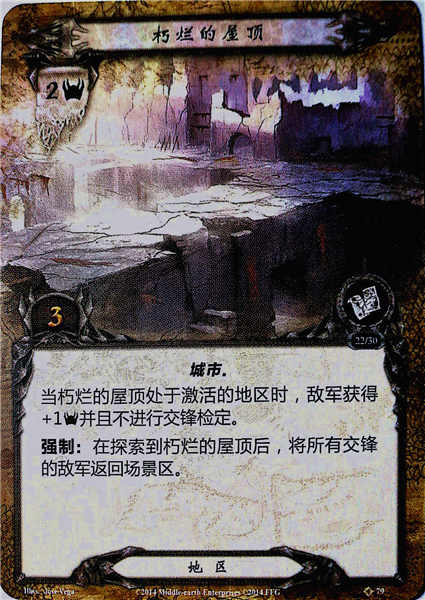 朽烂的屋顶
2
3
22/30
城市.
当朽烂的屋顶处于激活的地区时，敌军获得
+1并且不进行交锋检定。
强制：在探索到朽烂的屋顶后，将所有交锋
的敌军返回场景区。
地区
Illus. Jose Vega
©2014 Middle-earth Enterprises ©2014 FFG
79